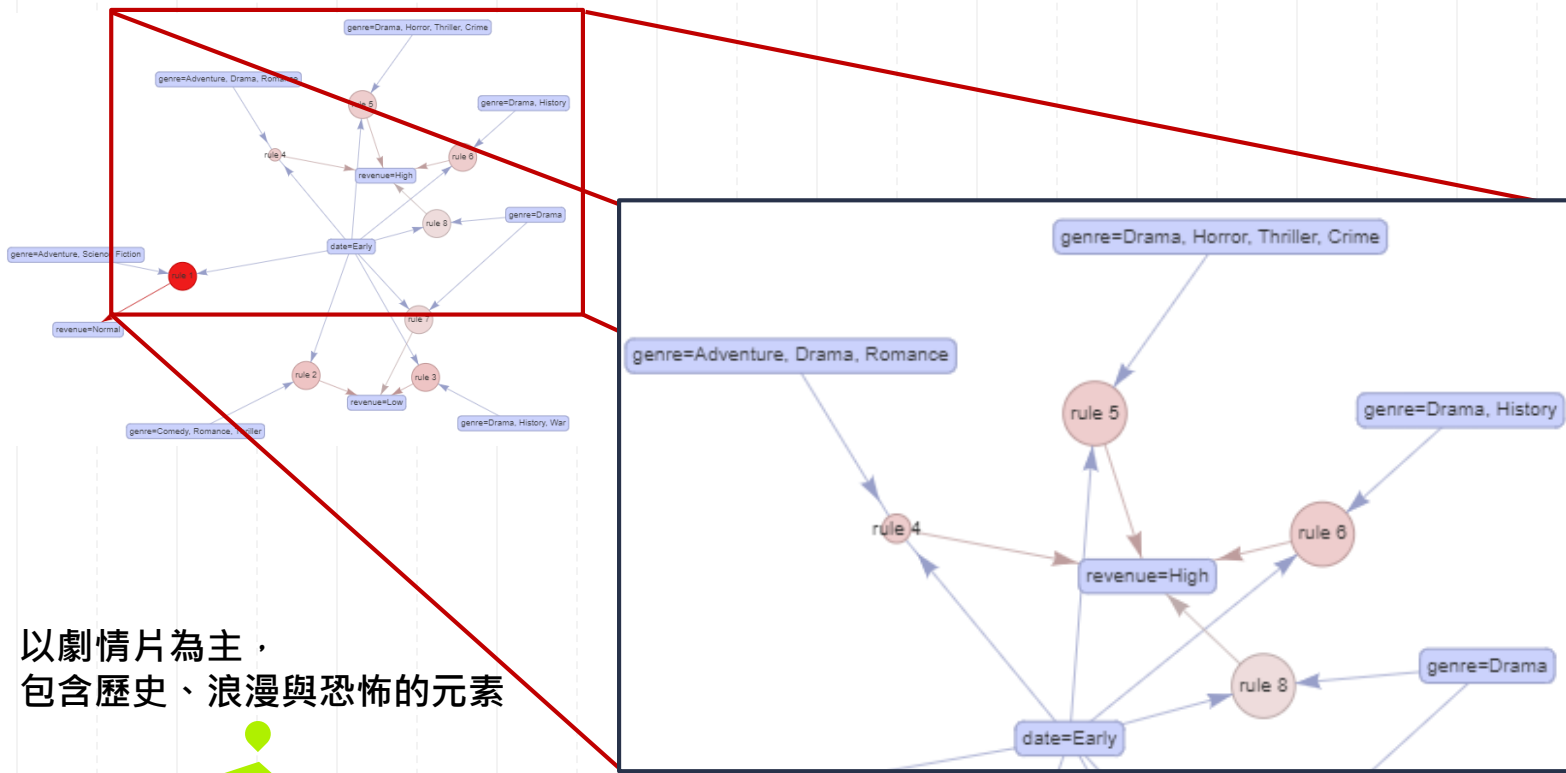 genre=Drama, Horror, Thriller, Crime
genre=Adventure, Drama, Romance
rule 5
genre=Drama, History
rule 4
rule 6
revenue=High
rule 8
genre=Drama
date=Early
genre=Adventure, Science Fiction
rule 1
revenue=Normal
rule 7
rule 2
rule 3
revenue=Low
genre=Drama, History, War
genre=Comedy, Romance, Thriller
genre=Drama, Horror, Thriller, Crime
genre=Adventure, Drama, Romance
rule 5
genre=Drama, History
rule 4
rule 6
revenue=High
rule 8
genre=Drama
date=Early
以劇情片為主，
包含歷史、浪漫與恐怖的元素